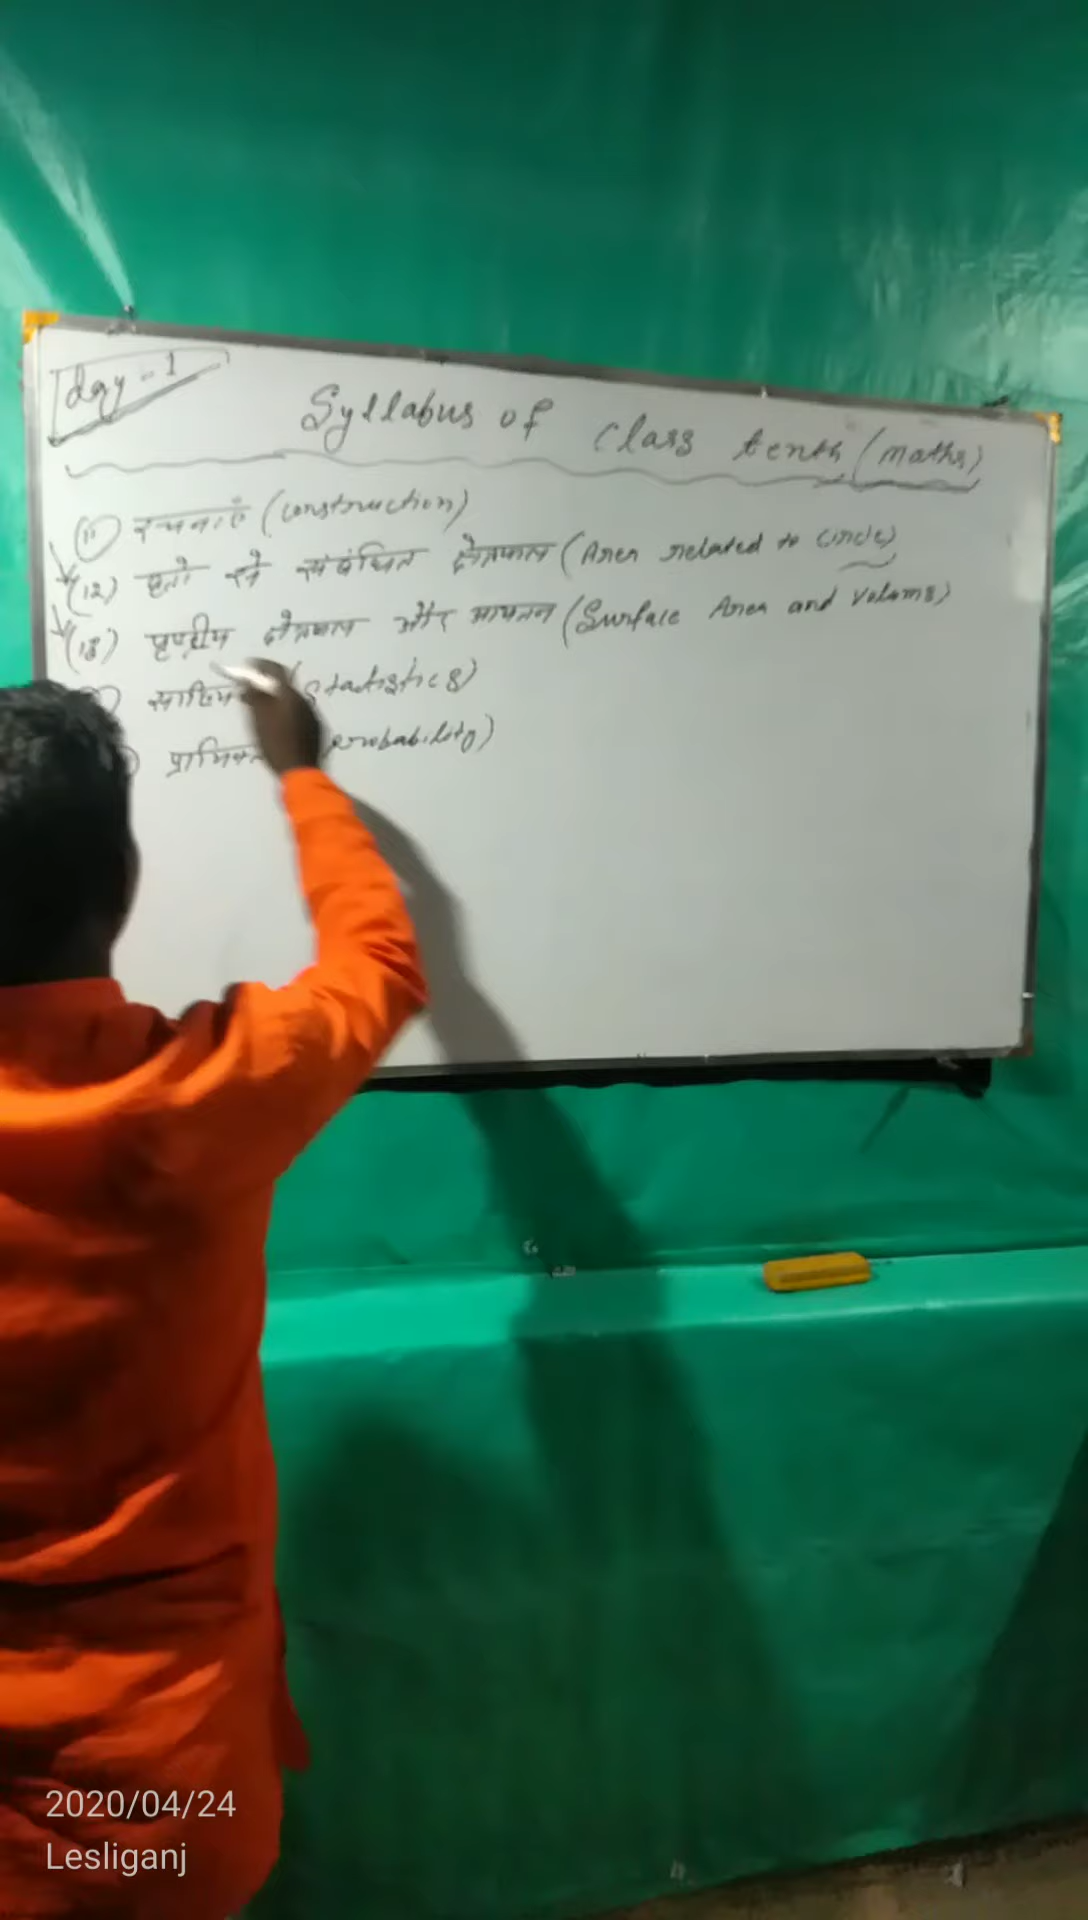 day - 1
Syllabus of class tenth (maths)
(11) रचनाएँ (construction)
(12) वृतों से संबंधित क्षेत्रफल (Area related to circle)
(13) पृष्ठीय क्षेत्रफल और आयतन (Surface Area and volume)
(Statistics)
probability)
2020/04/24
Lesliganj